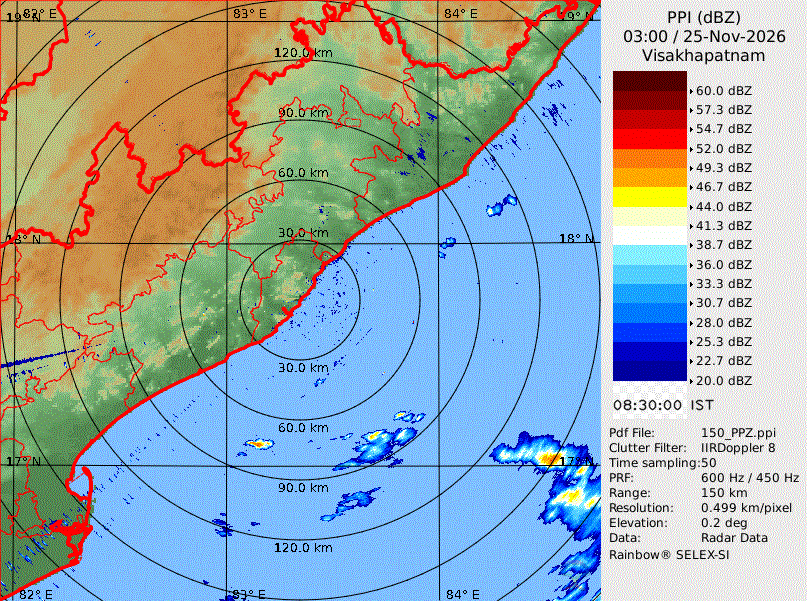 19° N
82° E
83° E
84° E
19° N
120.0 km
90.0 km
60.0 km
30.0 km
18° N
18° N
30.0 km
60.0 km
17° N
17° N
90.0 km
120.0 km
82° E
83° E
84° E
PPI (dBZ)
03:00 / 25-Nov-2026
Visakhapatnam
60.0 dBZ
57.3 dBZ
54.7 dBZ
52.0 dBZ
49.3 dBZ
46.7 dBZ
44.0 dBZ
41.3 dBZ
38.7 dBZ
36.0 dBZ
33.3 dBZ
30.7 dBZ
28.0 dBZ
25.3 dBZ
22.7 dBZ
20.0 dBZ
08:30:00 IST
Pdf File: 150_PPZ.ppi
Clutter Filter: IIRDoppler 8
Time sampling:50
PRF: 600 Hz / 450 Hz
Range: 150 km
Resolution: 0.499 km/pixel
Elevation: 0.2 deg
Data: Radar Data
Rainbow® SELEX-SI